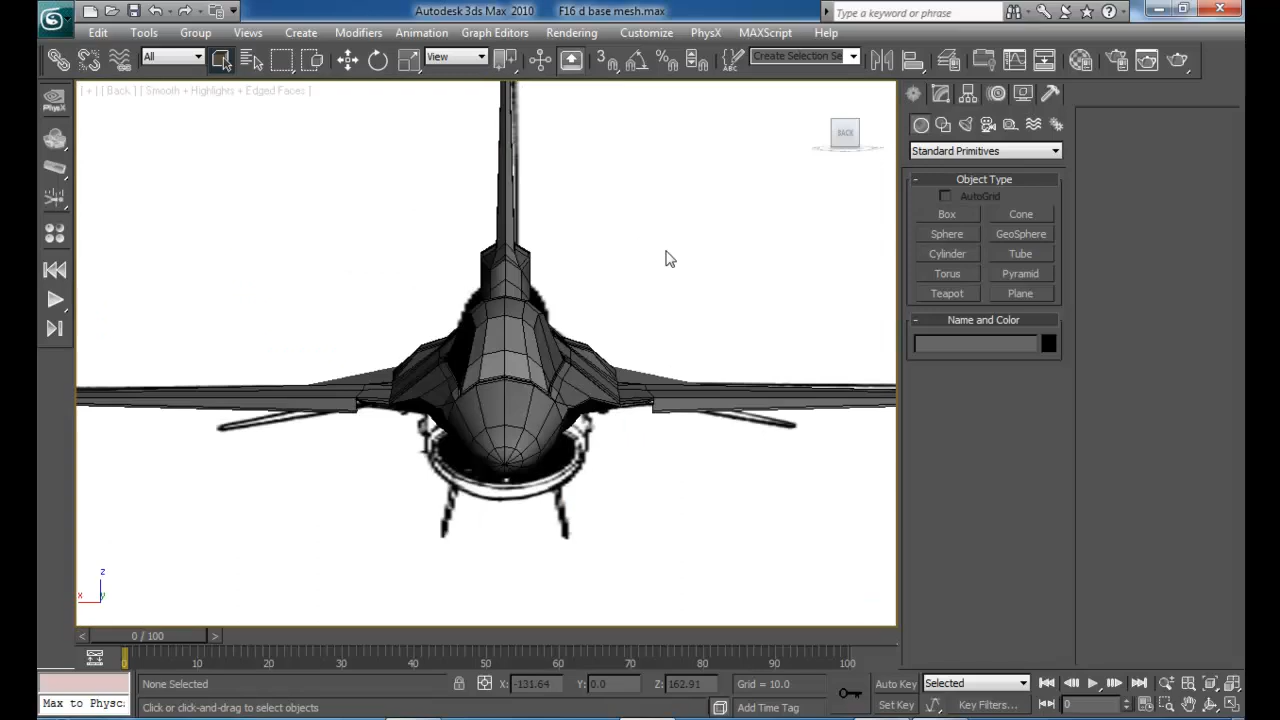 Autodesk 3ds Max 2010 F16 d base mesh.max
Type a keyword or phrase
Edit Tools Group Views Create Modifiers Animation Graph Editors Rendering Customize PhysX MAXScript Help
All View 3 Create Selection Se
[ + ] [ Back ] [ Smooth + Highlights + Edged Faces ]
BACK
PhysX
Standard Primitives
- Object Type
AutoGrid
Box Cone
Sphere GeoSphere
Cylinder Tube
Torus Pyramid
Teapot Plane
- Name and Color
z
x y
< 0 / 100 >
0 10 20 30 40 50 60 70 80 90 100
None Selected X: -131.64 Y: 0.0 Z: 162.91 Grid = 10.0 Auto Key Selected
Max to Physc: Click or click-and-drag to select objects Add Time Tag Set Key Key Filters... 0